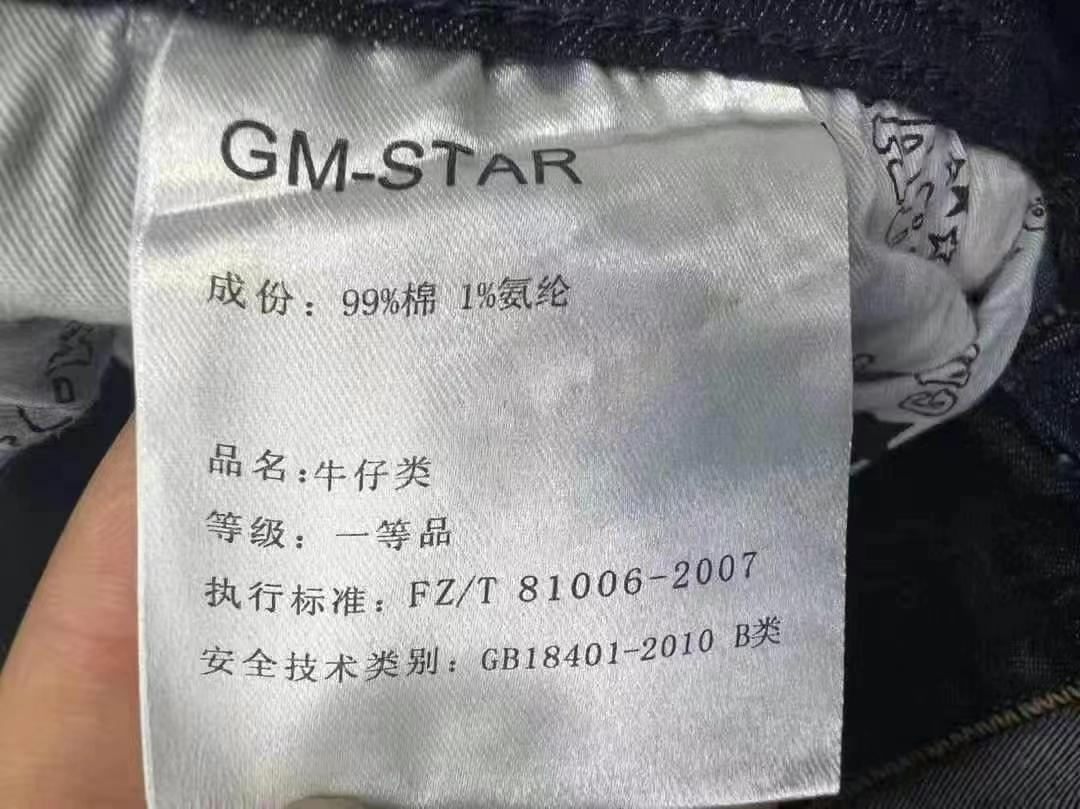 GM-STAR
成份：99%棉 1%氨纶
品名:牛仔类
等级：一等品
执行标准：FZ/T 81006-2007
安全技术类别：GB18401-2010 B类